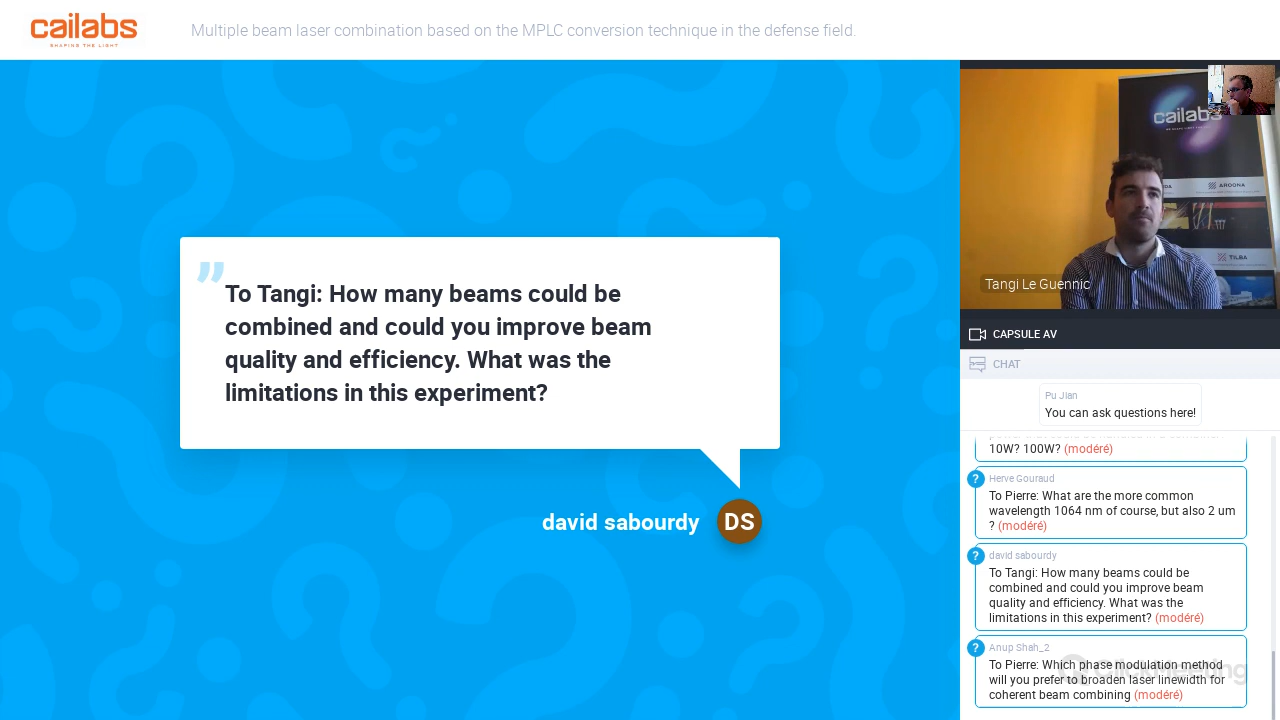 cailabs
SHAPING THE LIGHT
Multiple beam laser combination based on the MPLC conversion technique in the defense field.
To Tangi: How many beams could be
combined and could you improve beam
quality and efficiency. What was the
limitations in this experiment?
david sabourdy
DS
cailabs
AROONA
TILBA
Tangi Le Guennic
CAPSULE AV
CHAT
Pu Jian
You can ask questions here!
10W? 100W? (modéré)
?
Herve Gouraud
To Pierre: What are the more common
wavelength 1064 nm of course, but also 2 um
? (modéré)
?
david sabourdy
To Tangi: How many beams could be
combined and could you improve beam
quality and efficiency. What was the
limitations in this experiment? (modéré)
?
Anup Shah_2
To Pierre: Which phase modulation method
will you prefer to broaden laser linewidth for
coherent beam combining (modéré)